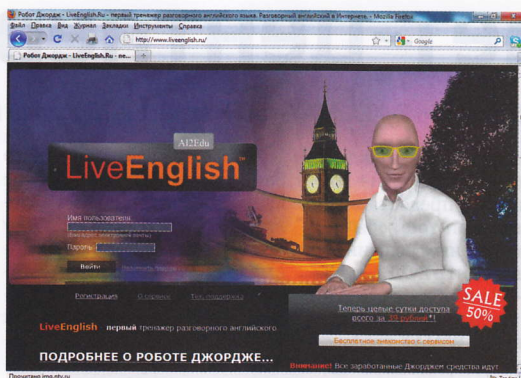 Робот Джордж - LiveEnglish.Ru - первый тренажер разговорного английского языка. Разговорный английский в Интернете. - Mozilla Firefox
Файл Правка Вид Журнал Закладки Инструменты Справка
http://www.liveenglish.ru/
Google
Робот Джордж - LiveEnglish.Ru - пе...
AI2Edu
LiveEnglish™
Имя пользователя
Пароль
Войти
Регистрация О сервисе Тех. поддержка
Теперь целые сутки доступа
всего за 39 рублей*!
SALE
50%
Бесплатное знакомство с сервисом
LiveEnglish - первый тренажер разговорного английского
ПОДРОБНЕЕ О РОБОТЕ ДЖОРДЖЕ...
Внимание! Все заработанные Джорджем средства идут